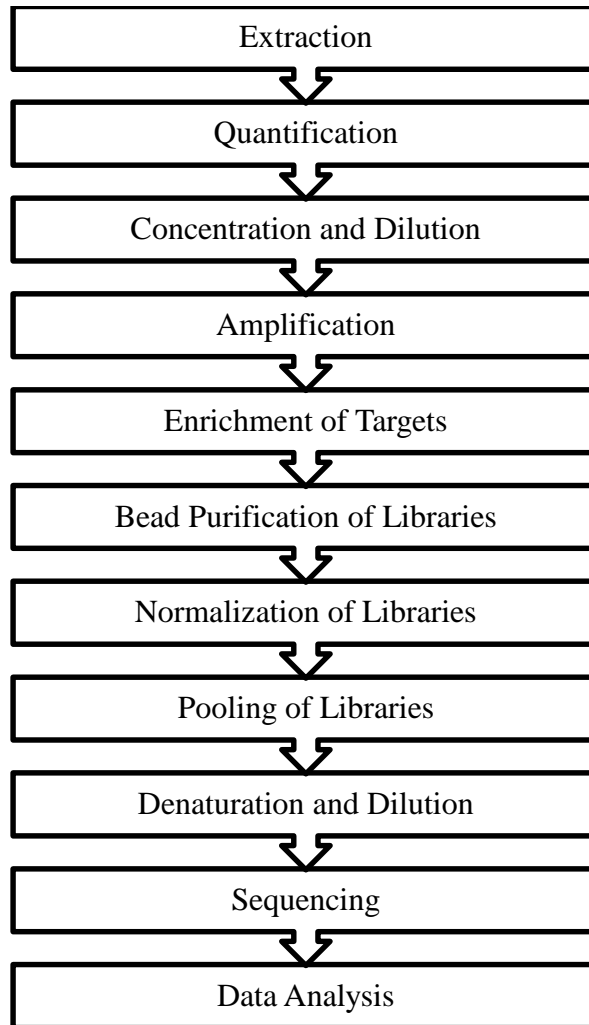 Extraction
Quantification
Concentration and Dilution
Amplification
Enrichment of Targets
Bead Purification of Libraries
Normalization of Libraries
Pooling of Libraries
Denaturation and Dilution
Sequencing
Data Analysis